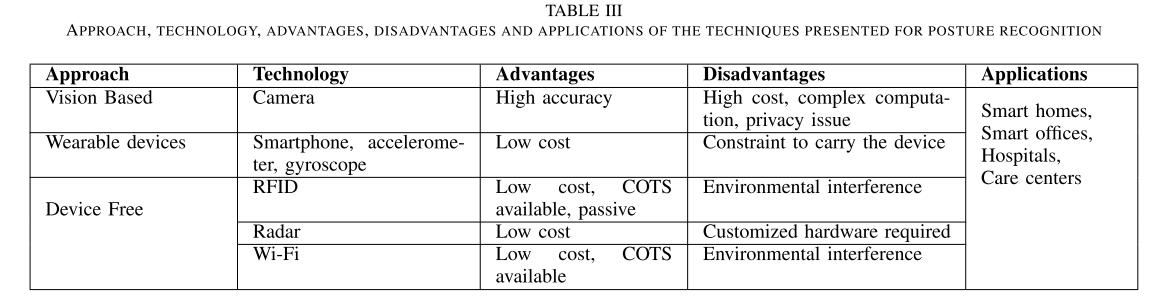 TABLE III
APPROACH, TECHNOLOGY, ADVANTAGES, DISADVANTAGES AND APPLICATIONS OF THE TECHNIQUES PRESENTED FOR POSTURE RECOGNITION
Approach Technology Advantages Disadvantages Applications
Vision Based Camera High accuracy High cost, complex computa-
tion, privacy issue
Wearable devices Smartphone, accelerome-
ter, gyroscope
Low cost Constraint to carry the device
Device Free
RFID Low cost, COTS
available, passive
Environmental interference
Radar Low cost Customized hardware required
Wi-Fi Low cost, COTS
available
Environmental interference
Smart homes,
Smart offices,
Hospitals,
Care centers